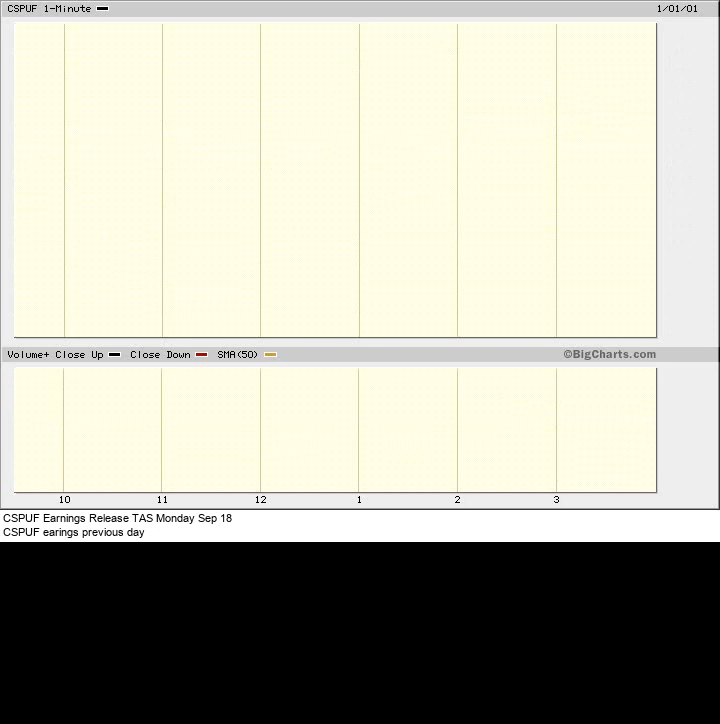 CSPUF 1-Minute 1/01/01
Volume+ Close Up Close Down SMA(50) ©BigCharts.com
10 11 12 1 2 3
CSPUF Earnings Release TAS Monday Sep 18
CSPUF earings previous day